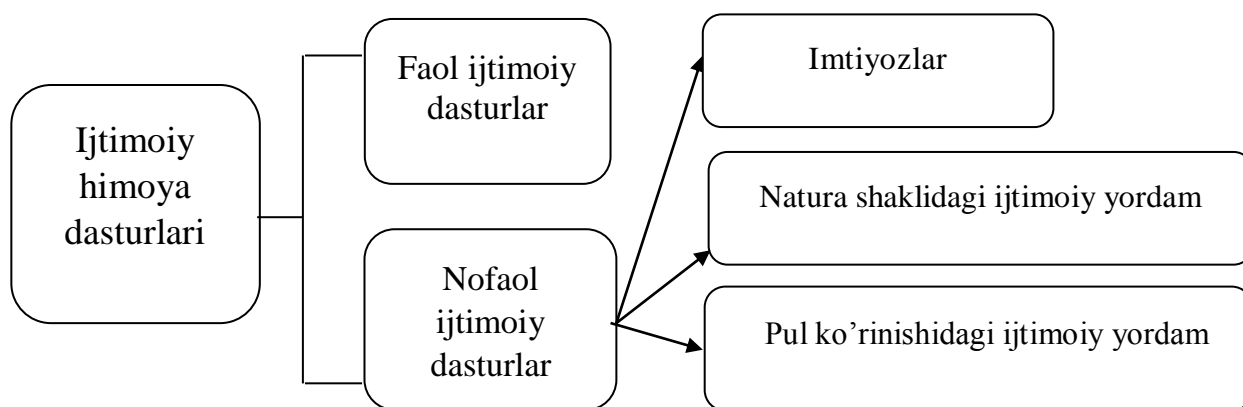 Ijtimoiy
himoya
dasturlari
Faol ijtimoiy
dasturlar
Nofaol
ijtimoiy
dasturlar
Imtiyozlar
Natura shaklidagi ijtimoiy yordam
Pul ko’rinishidagi ijtimoiy yordam